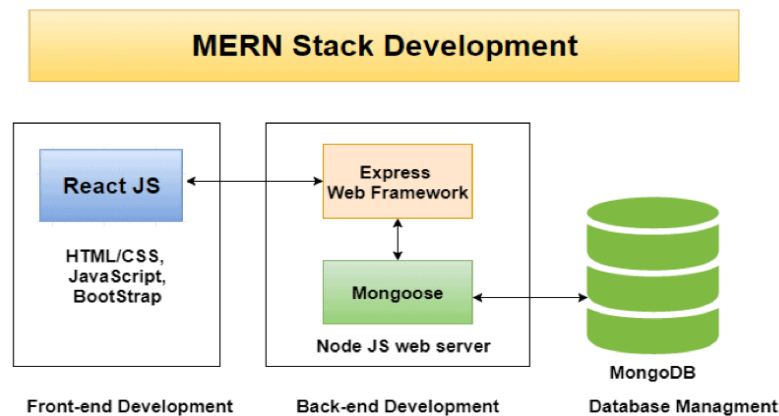 MERN Stack Development
React JS
HTML/CSS,
JavaScript,
BootStrap
Express
Web Framework
Mongoose
Node JS web server
MongoDB
Front-end Development
Back-end Development
Database Managment